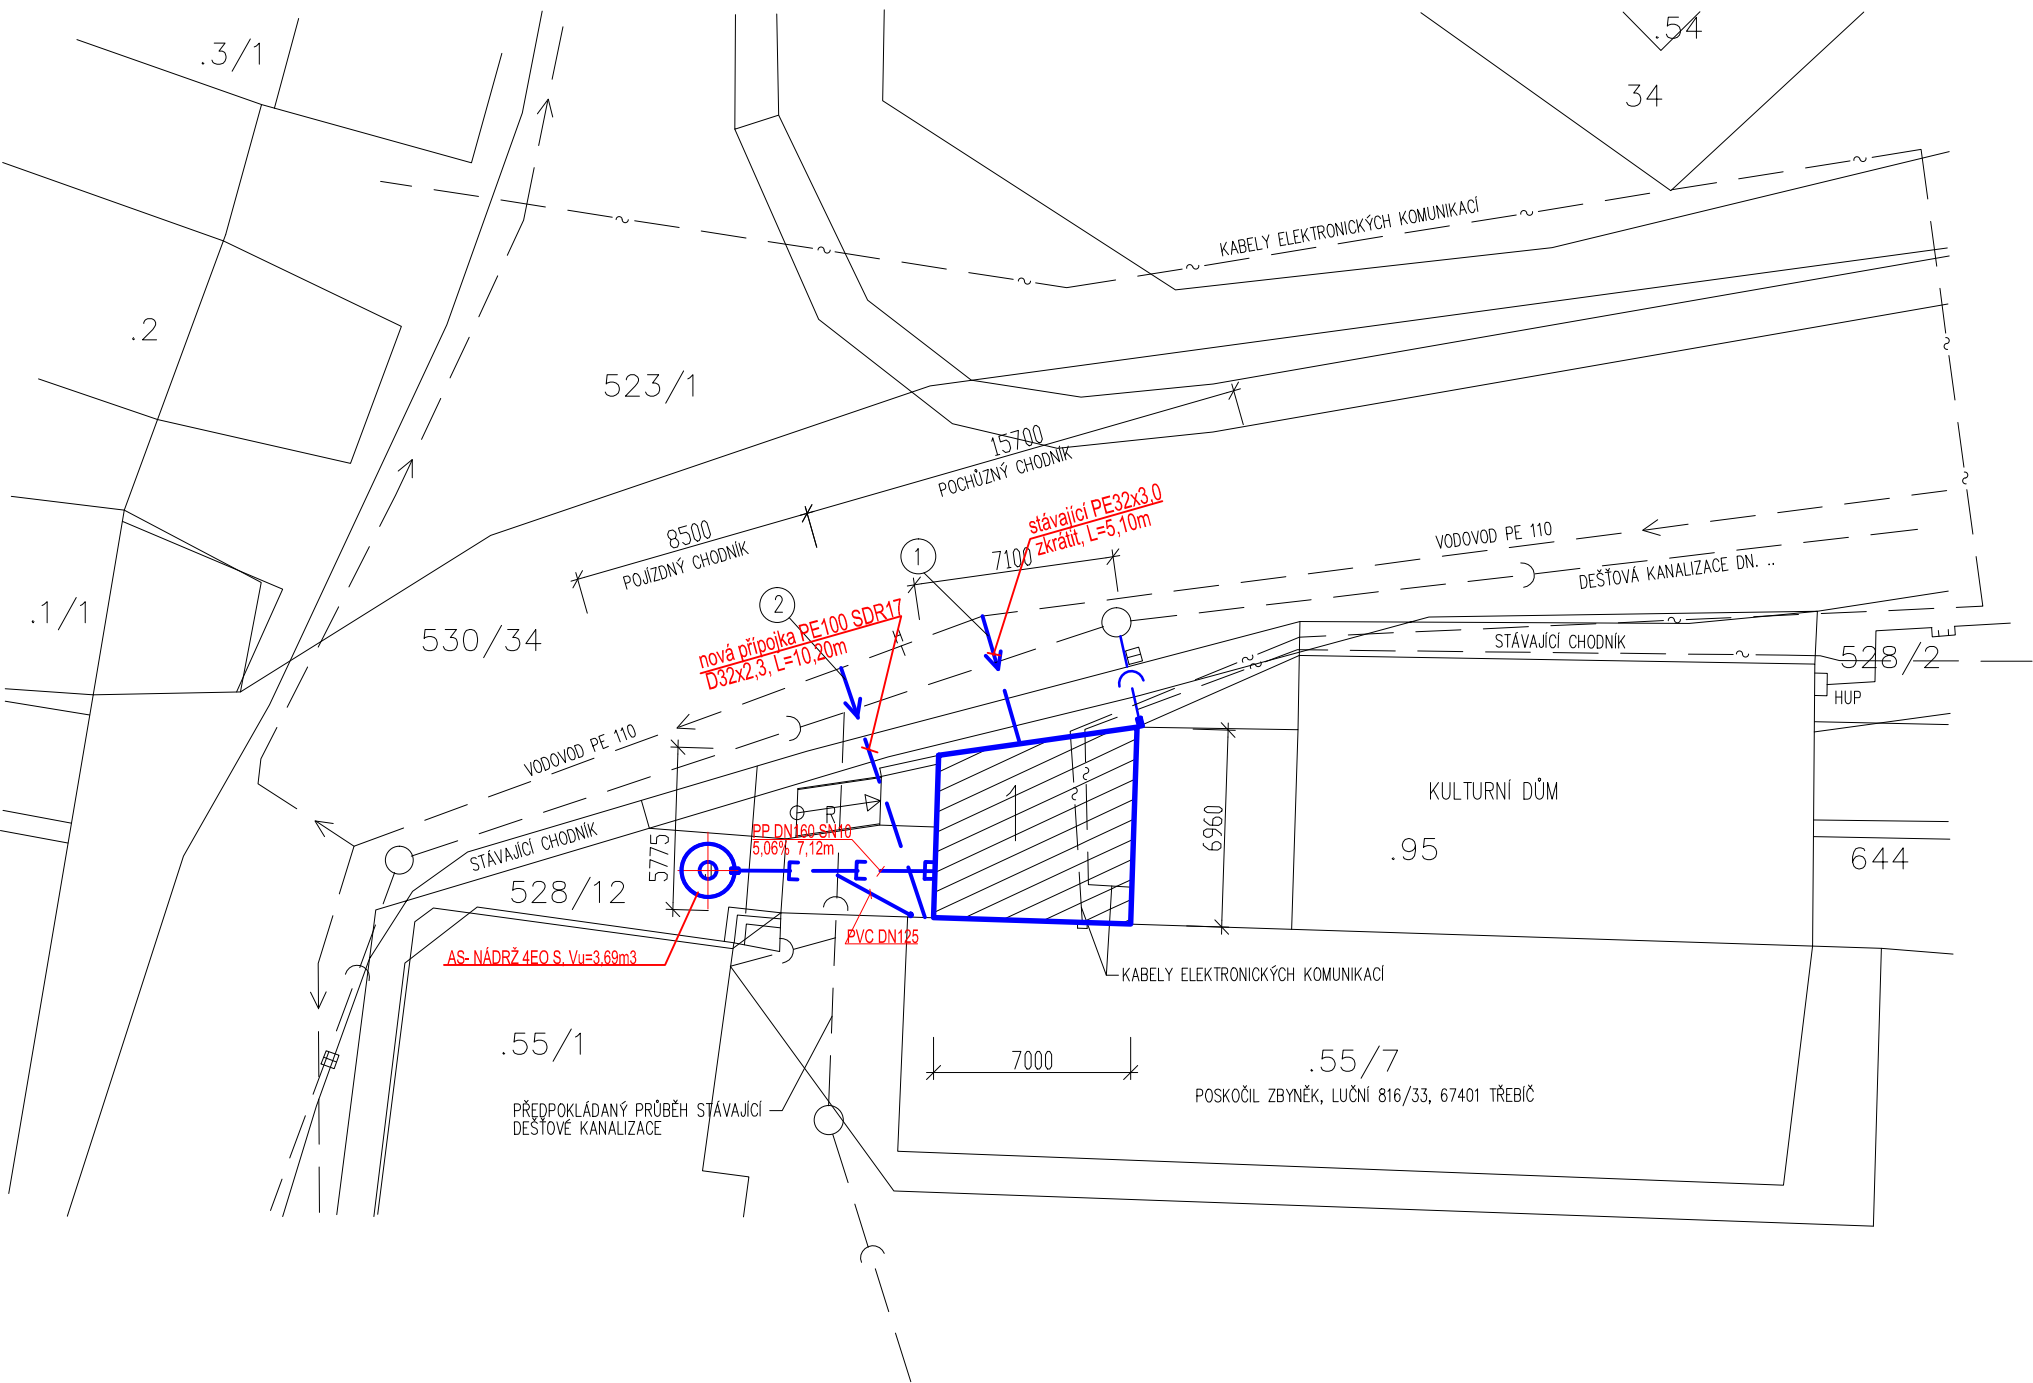 .3/1
.54
34
KABELY ELEKTRONICKÝCH KOMUNIKACÍ
.2
523/1
15700
POCHŮZNÝ CHODNÍK
8500
POJÍZDNÝ CHODNÍK
stávající PE32x3,0
zkrátit, L=5,10m
7100
1
2
VODOVOD PE 110
DEŠŤOVÁ KANALIZACE DN. ..
.1/1
530/34
nová přípojka PE100 SDR17
D32x2,3, L=10,20m
H
STÁVAJÍCÍ CHODNÍK
528/2
HUP
VODOVOD PE 110
KULTURNÍ DŮM
.95
644
R
1
6960
5775
PP DN160 SN10
5,06% 7,12m
STÁVAJÍCÍ CHODNÍK
528/12
PVC DN125
AS- NÁDRŽ 4EO S, Vu=3,69m3
KABELY ELEKTRONICKÝCH KOMUNIKACÍ
.55/1
7000
.55/7
POSKOČIL ZBYNĚK, LUČNÍ 816/33, 67401 TŘEBÍČ
PŘEDPOKLÁDANÝ PRŮBĚH STÁVAJÍCÍ
DEŠŤOVÉ KANALIZACE